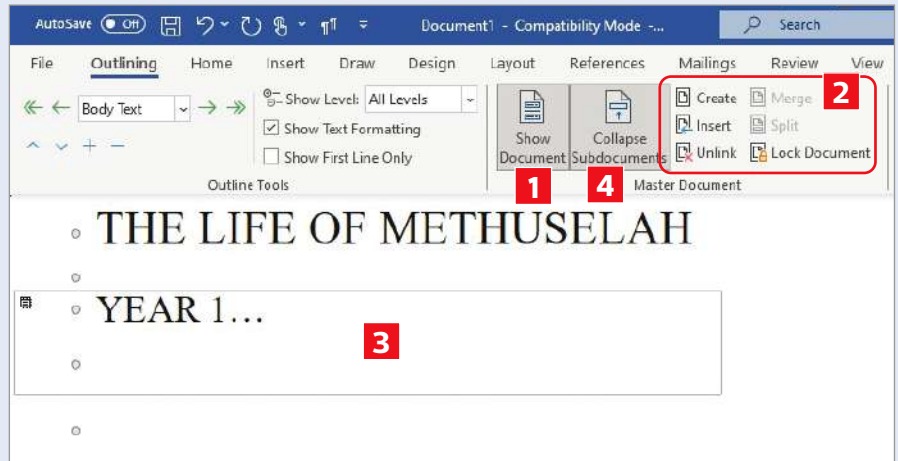 AutoSave Off Document1 - Compatibility Mode -... Search
File Outlining Home Insert Draw Design Layout References Mailings Review View
Body Text
Show Level: All Levels
Show Text Formatting
Show First Line Only
Outline Tools
Show Document
Collapse Subdocuments
Create Merge
Insert Split
Unlink Lock Document
Master Document
1
4
2
THE LIFE OF METHUSELAH
YEAR 1...
3